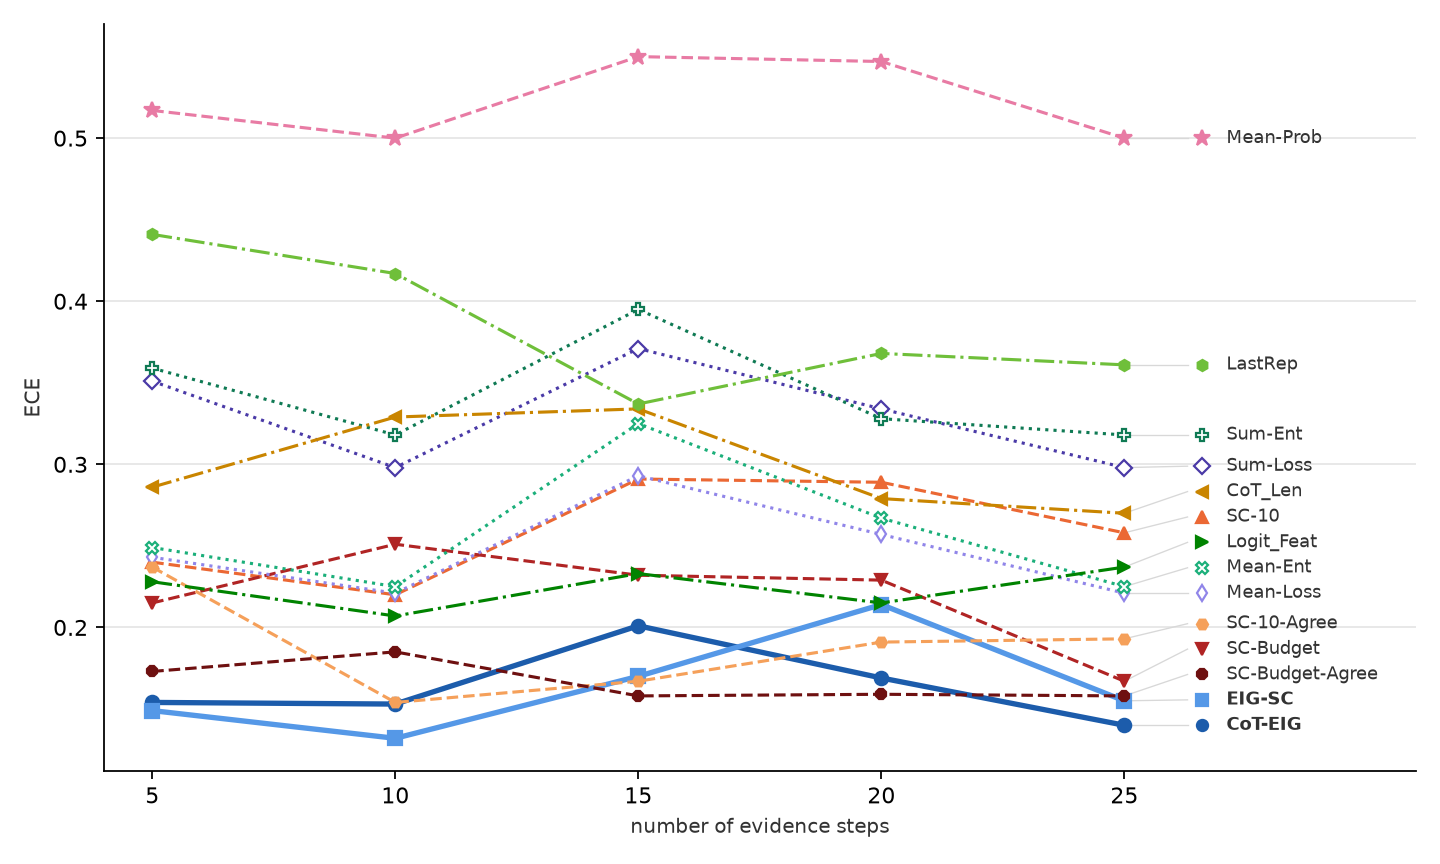 0.5
0.4
0.3
0.2
ECE
5
10
15
20
25
number of evidence steps
Mean-Prob
LastRep
Sum-Ent
Sum-Loss
CoT_Len
SC-10
Logit_Feat
Mean-Ent
Mean-Loss
SC-10-Agree
SC-Budget
SC-Budget-Agree
EIG-SC
CoT-EIG